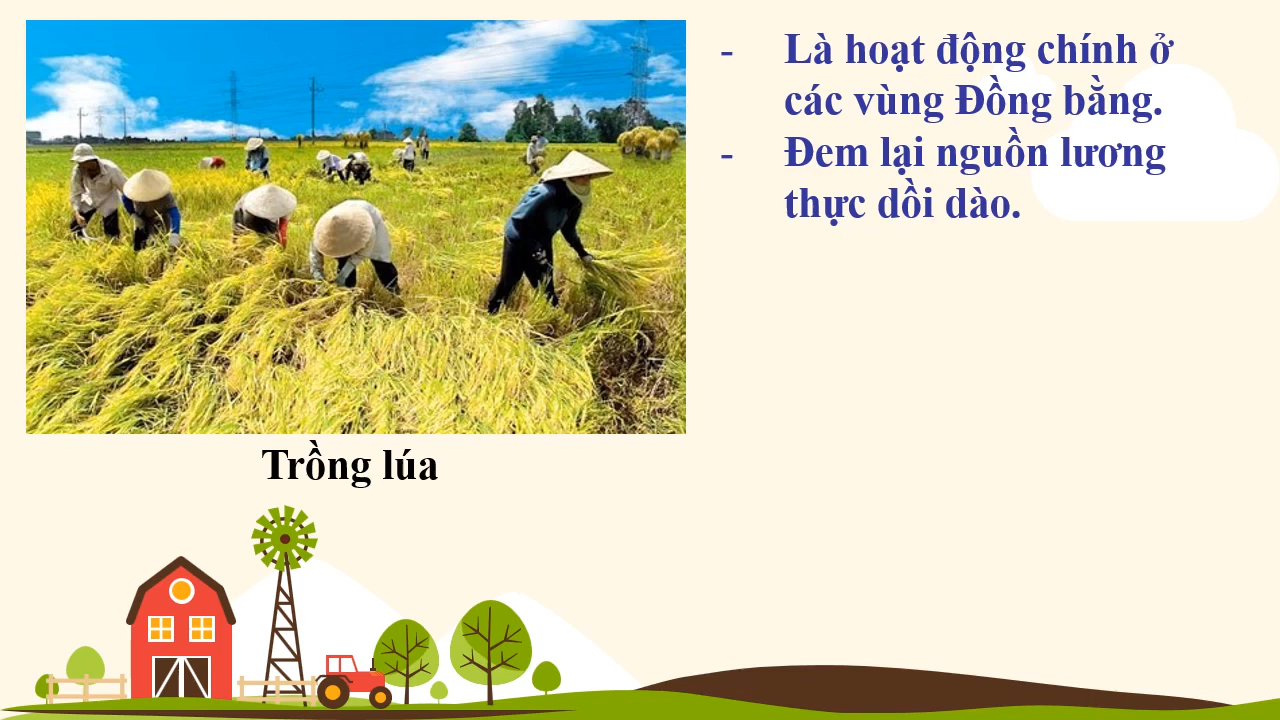 - Là hoạt động chính ở
các vùng Đồng bằng.
- Đem lại nguồn lương
thực dồi dào.
Trồng lúa